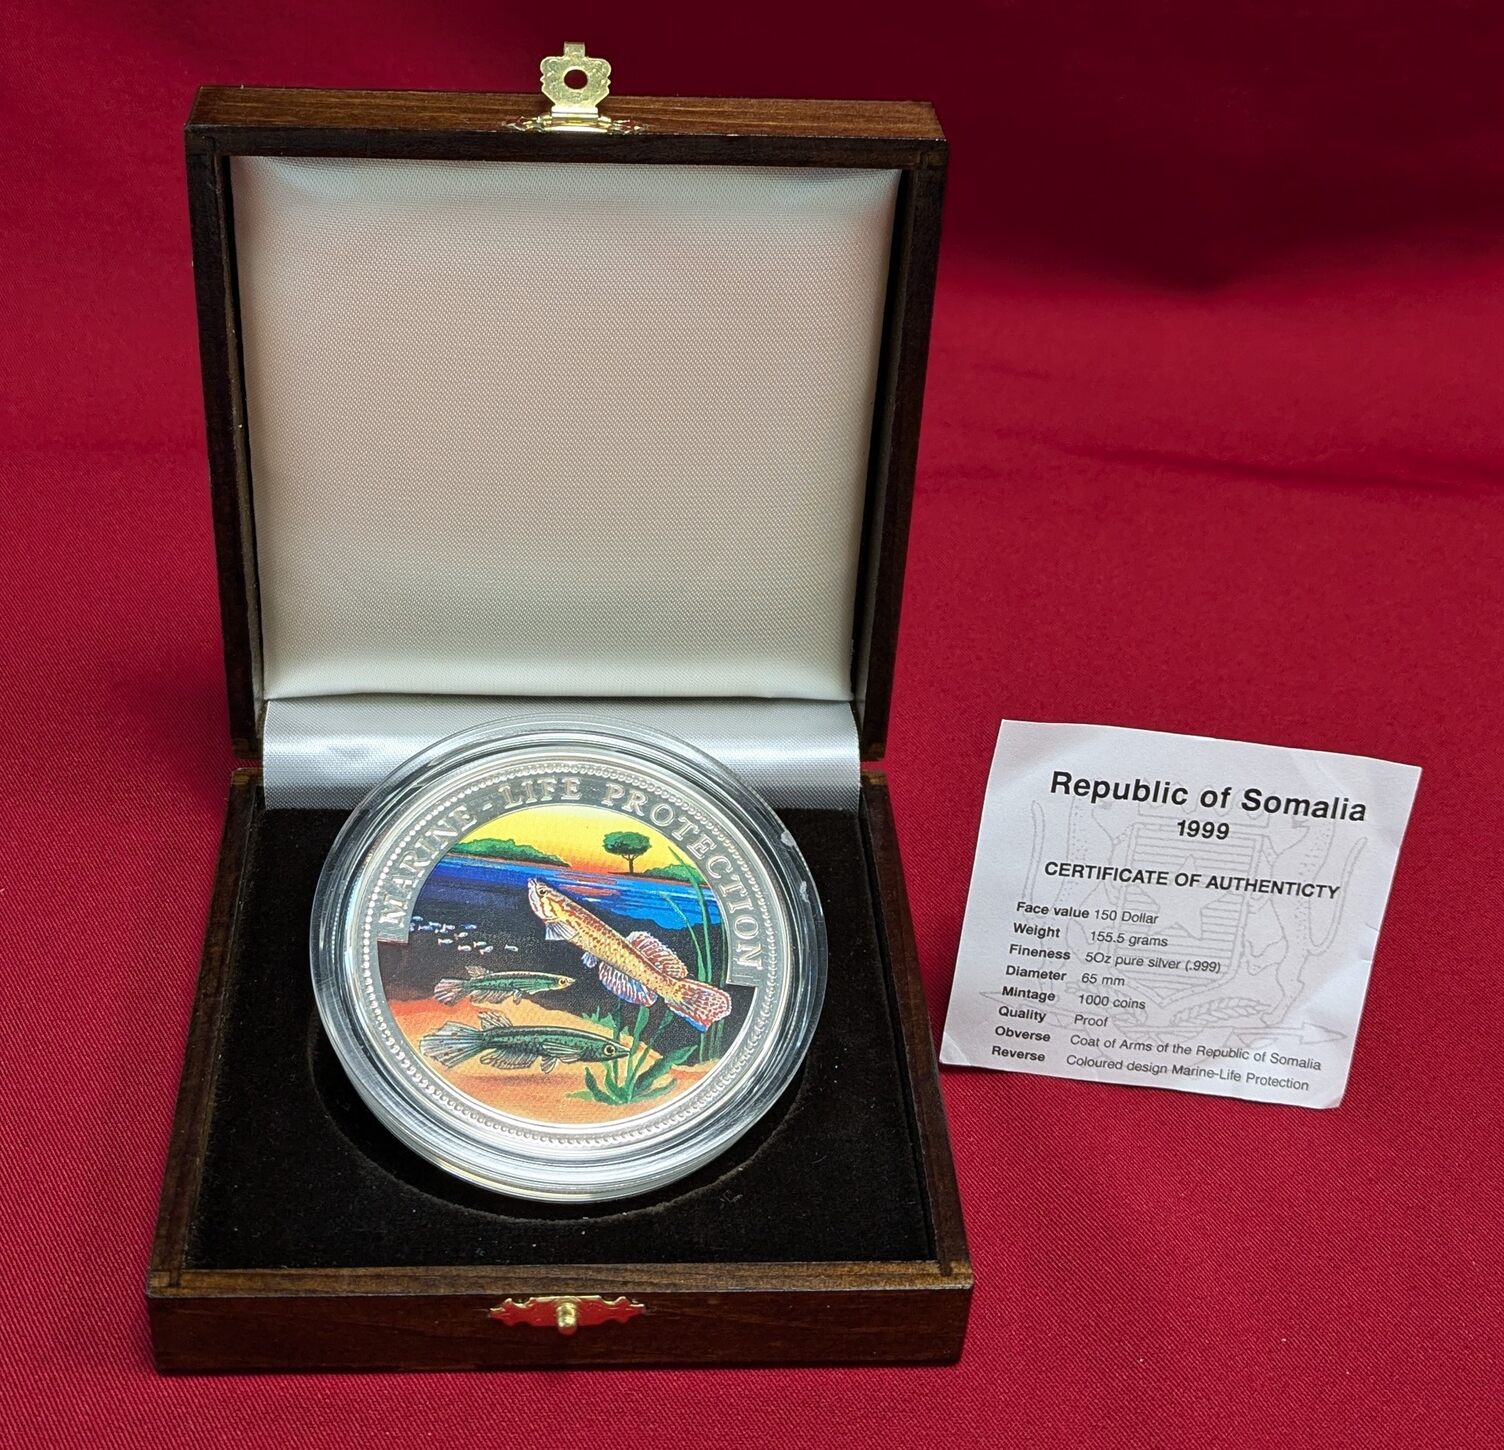 MARINE-LIFE PROTECTION
Republic of Somalia
1999
CERTIFICATE OF AUTHENTICTY
Face value 150 Dollar
Weight 155.5 grams
Fineness 5Oz pure silver (.999)
Diameter 65 mm
Mintage 1000 coins
Quality Proof
Obverse Coat of Arms of the Republic of Somalia
Reverse Coloured design Marine-Life Protection